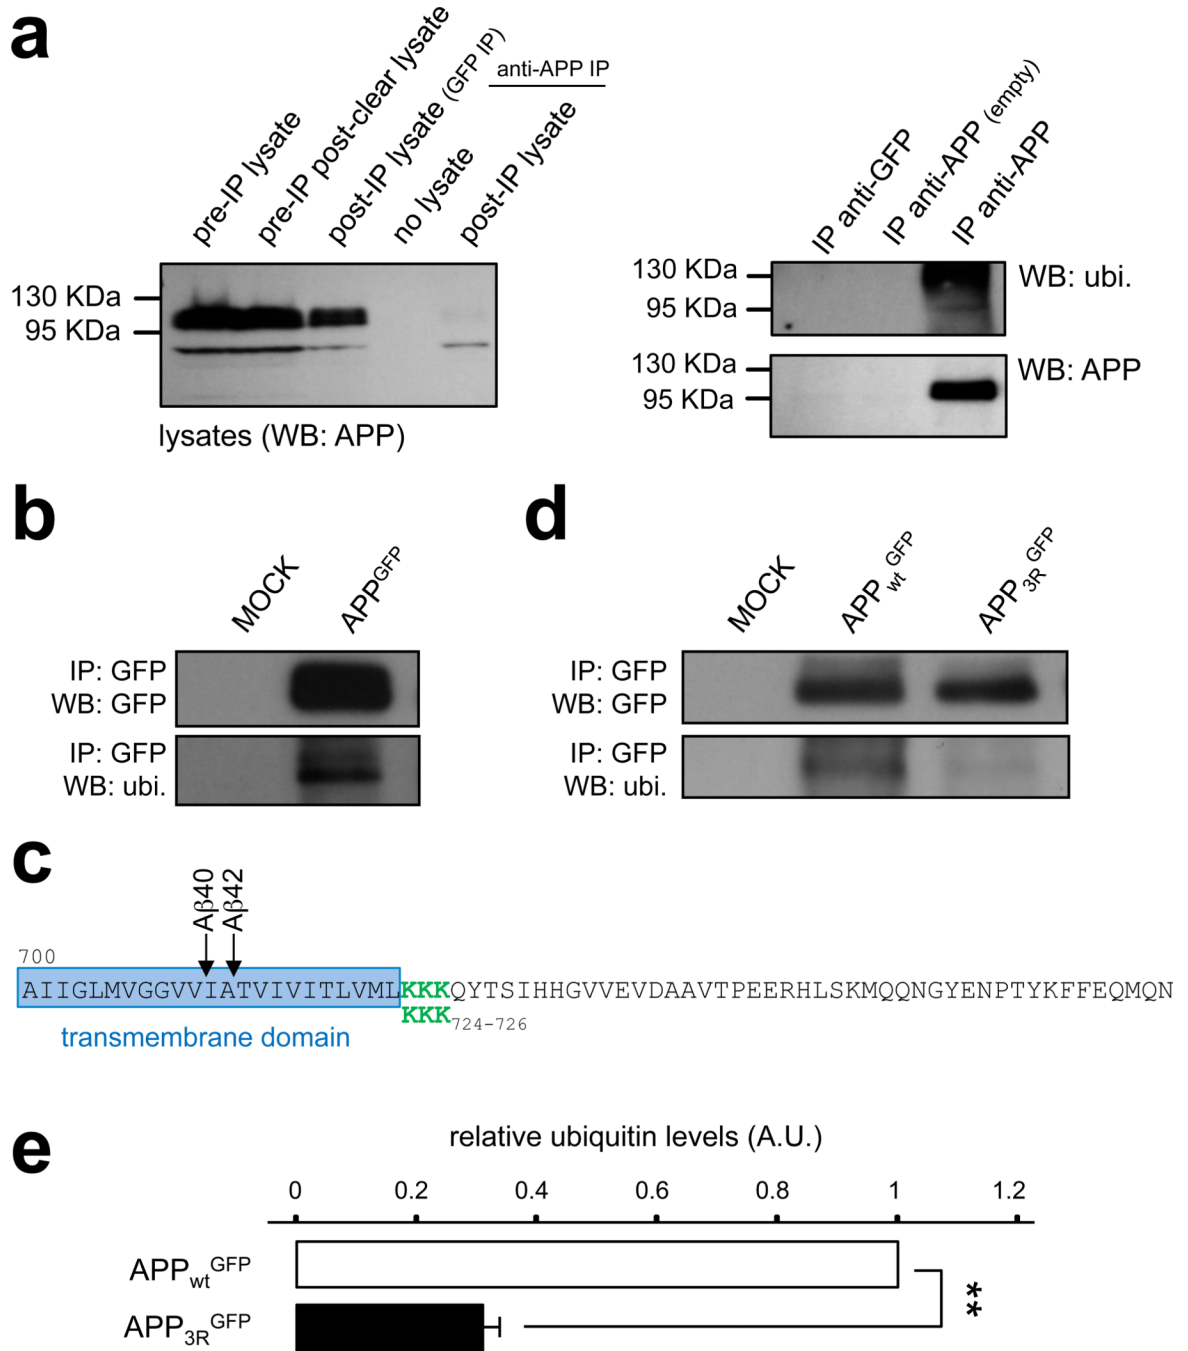 a
pre-IP lysate
pre-IP post-clear lysate
post-IP lysate (GFP IP)
no lysate
anti-APP IP
post-IP lysate
130 KDa
95 KDa
lysates (WB: APP)
IP anti-GFP
IP anti-APP (empty)
IP anti-APP
130 KDa
95 KDa
WB: ubi.
130 KDa
95 KDa
WB: APP
b
MOCK
APPGFP
IP: GFP
WB: GFP
IP: GFP
WB: ubi.
d
MOCK
APPwtGFP
APP3RGFP
IP: GFP
WB: GFP
IP: GFP
WB: ubi.
c
Aβ40
Aβ42
700
AIIGLMVGGVVIATVIVITLVMLKKKQYTSIHHGVVEVDAAVTPEERHLSKMQQNGYENPTYKFFEQMQN
KKK724-726
transmembrane domain
e
relative ubiquitin levels (A.U.)
0 0.2 0.4 0.6 0.8 1 1.2
APPwtGFP
APP3RGFP
**